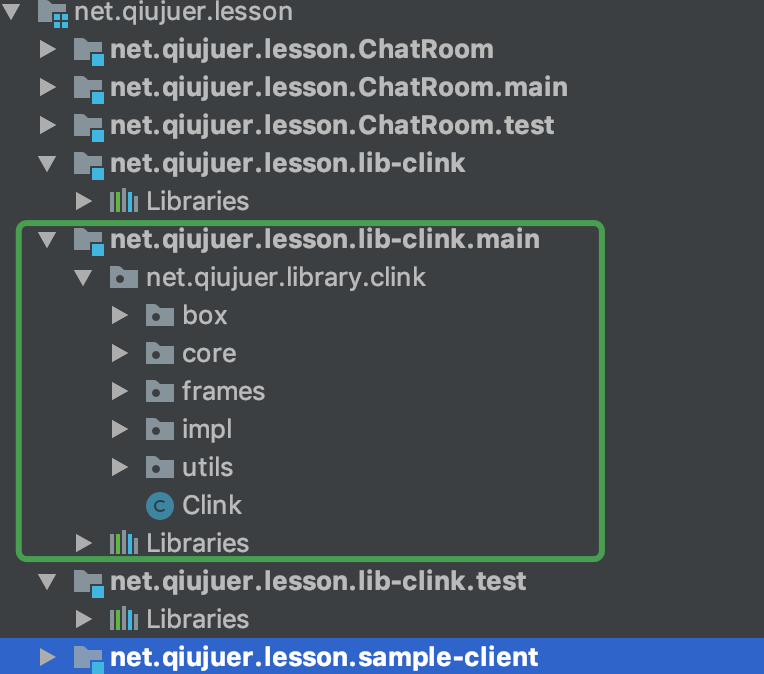 net.qiujuer.lesson
net.qiujuer.lesson.ChatRoom
net.qiujuer.lesson.ChatRoom.main
net.qiujuer.lesson.ChatRoom.test
net.qiujuer.lesson.lib-clink
Libraries
net.qiujuer.lesson.lib-clink.main
net.qiujuer.library.clink
box
core
frames
impl
utils
C Clink
Libraries
net.qiujuer.lesson.lib-clink.test
Libraries
net.qiujuer.lesson.sample-client